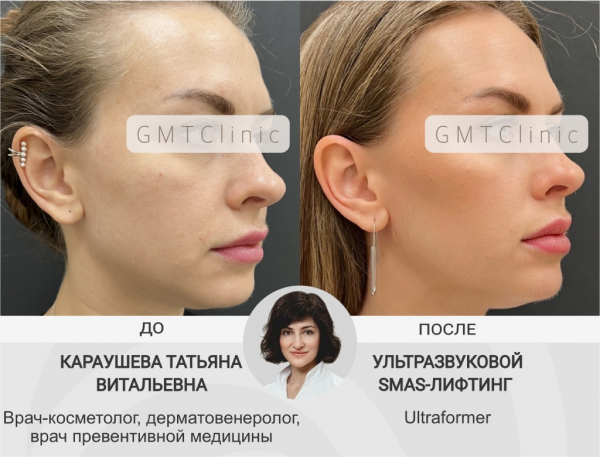 GMTClinic
GMTClinic
ДО
ПОСЛЕ
КАРАУШЕВА ТАТЬЯНА
ВИТАЛЬЕВНА
УЛЬТРАЗВУКОВОЙ
SMAS-ЛИФТИНГ
Врач-косметолог, дерматовенеролог,
врач превентивной медицины
Ultraformer